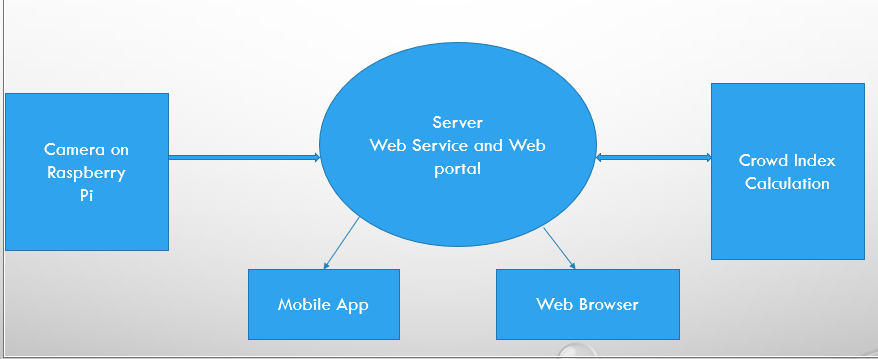 Camera on
Raspberry
Pi
Server
Web Service and Web
portal
Crowd Index
Calculation
Mobile App
Web Browser